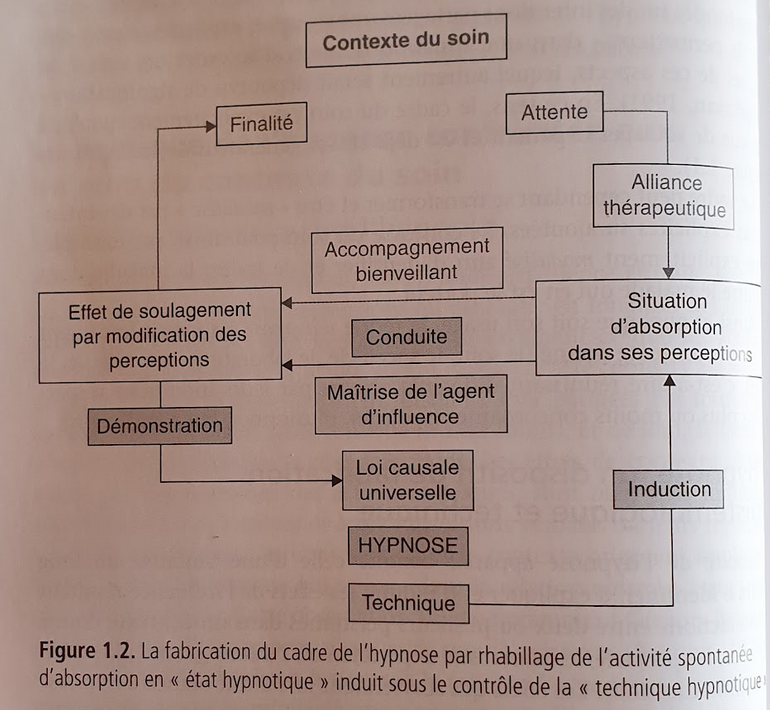 Contexte du soin
Finalité
Attente
Alliance
thérapeutique
Accompagnement
bienveillant
Effet de soulagement
par modification des
perceptions
Conduite
Situation
d'absorption
dans ses perceptions
Maîtrise de l'agent
d'influence
Démonstration
Loi causale
universelle
Induction
HYPNOSE
Technique
Figure 1.2. La fabrication du cadre de l'hypnose par rhabillage de l'activité spontanée
d'absorption en « état hypnotique » induit sous le contrôle de la « technique hypnotique »